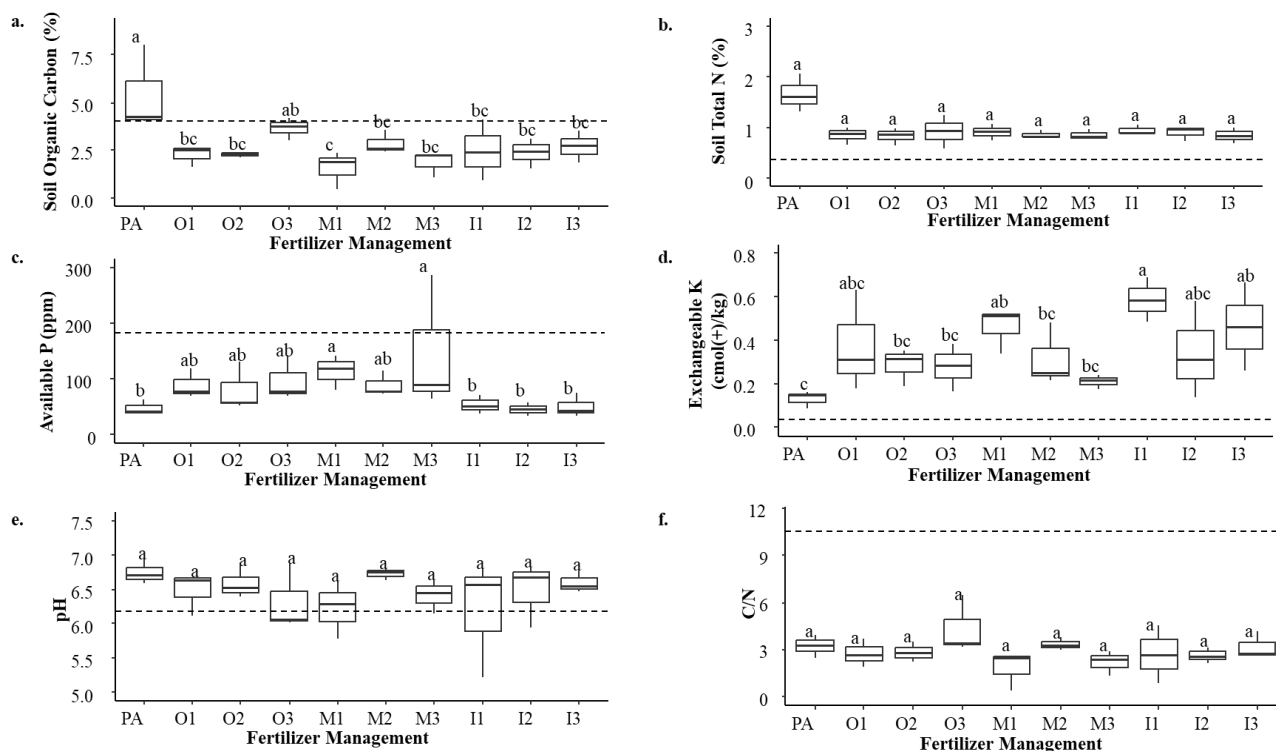 a.
Soil Organic Carbon (%)
7.5
5.0
2.5
0.0
a
bc
bc
ab
c
bc
bc
bc
bc
bc
PA O1 O2 O3 M1 M2 M3 I1 I2 I3
Fertilizer Management
b.
Soil Total N (%)
3
2
1
0
a
a
a
a
a
a
a
a
a
a
PA O1 O2 O3 M1 M2 M3 I1 I2 I3
Fertilizer Management
c.
Available P (ppm)
300
200
100
0
b
ab
ab
ab
a
ab
a
b
b
b
PA O1 O2 O3 M1 M2 M3 I1 I2 I3
Fertilizer Management
d.
Exchangeable K
(cmol(+)/kg)
0.8
0.6
0.4
0.2
0.0
c
abc
bc
bc
ab
bc
bc
a
abc
ab
PA O1 O2 O3 M1 M2 M3 I1 I2 I3
Fertilizer Management
e.
pH
7.5
7.0
6.5
6.0
5.5
5.0
a
a
a
a
a
a
a
a
a
a
PA O1 O2 O3 M1 M2 M3 I1 I2 I3
Fertilizer Management
f.
C/N
12
9
6
3
0
a
a
a
a
a
a
a
a
a
a
PA O1 O2 O3 M1 M2 M3 I1 I2 I3
Fertilizer Management